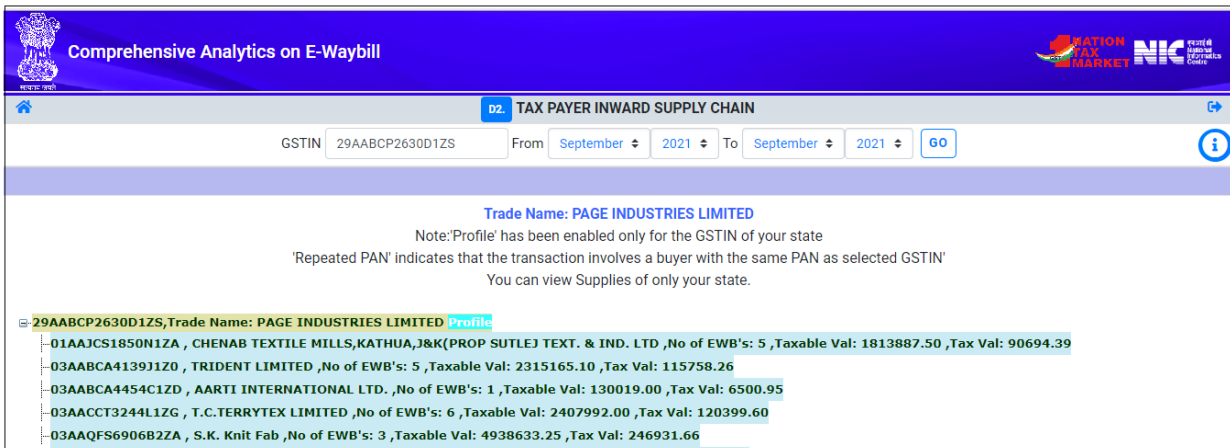 Comprehensive Analytics on E-Waybill
सत्यमेव जयते
NATION
TAX
MARKET
NIC
National
Informatics
Centre
D2. TAX PAYER INWARD SUPPLY CHAIN
GSTIN 29AABCP2630D1ZS From September 2021 To September 2021 GO
Trade Name: PAGE INDUSTRIES LIMITED
Note:'Profile' has been enabled only for the GSTIN of your state
'Repeated PAN' indicates that the transaction involves a buyer with the same PAN as selected GSTIN'
You can view Supplies of only your state.
29AABCP2630D1ZS,Trade Name: PAGE INDUSTRIES LIMITED Profile
01AAJCS1850N1ZA , CHENAB TEXTILE MILLS,KATHUA,J&K(PROP SUTLEJ TEXT. & IND. LTD ,No of EWB's: 5 ,Taxable Val: 1813887.50 ,Tax Val: 90694.39
03AABCA4139J1Z0 , TRIDENT LIMITED ,No of EWB's: 5 ,Taxable Val: 2315165.10 ,Tax Val: 115758.26
03AABCA4454C1ZD , AARTI INTERNATIONAL LTD. ,No of EWB's: 1 ,Taxable Val: 130019.00 ,Tax Val: 6500.95
03AACCT3244L1ZG , T.C.TERRYTEX LIMITED ,No of EWB's: 6 ,Taxable Val: 2407992.00 ,Tax Val: 120399.60
03AAQFS6906B2ZA , S.K. Knit Fab ,No of EWB's: 3 ,Taxable Val: 4938633.25 ,Tax Val: 246931.66